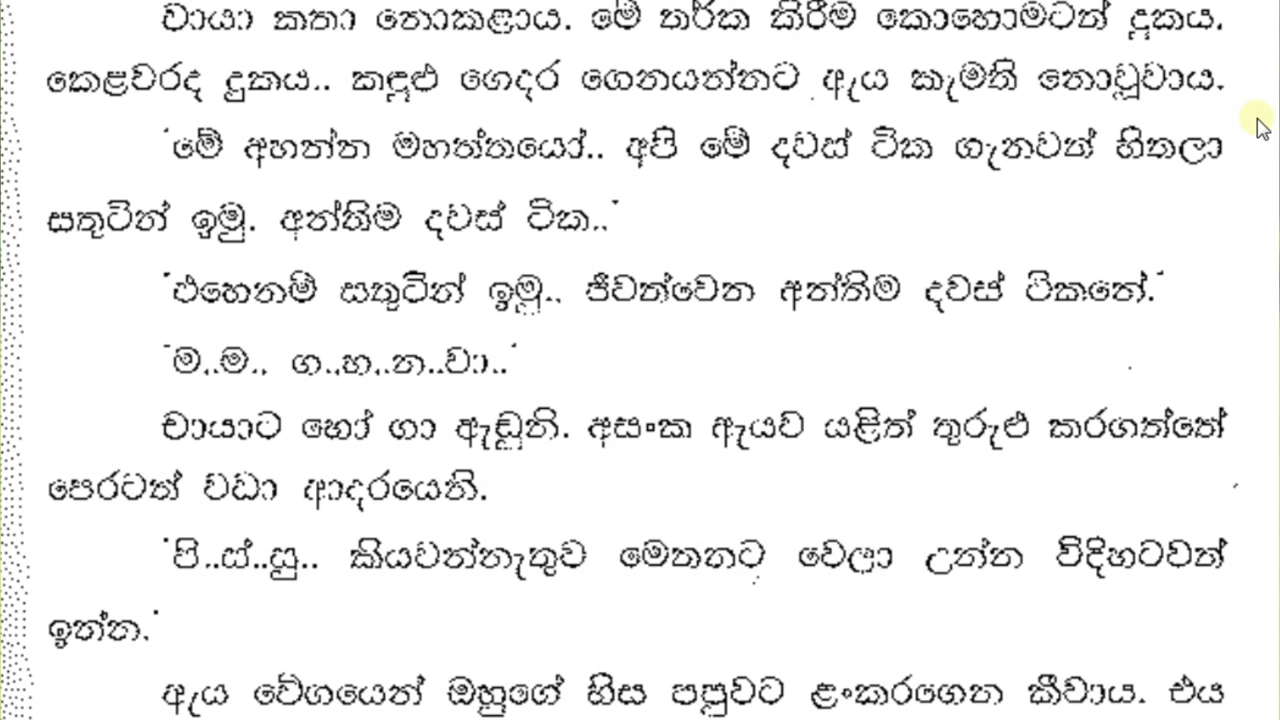 චායා කතා නොකළාය. මේ තර්ක කිරීම කොහොමටත් දුකය.
කෙළවරද දුකය.. කඳුළු ගෙදර ගෙනයන්නට ඇය කැමති නොවූවාය.
'මේ අහන්න මහත්තයෝ.. අපි මේ දවස් ටික ගැනවත් හිතලා
සතුටින් ඉමු. අන්තිම දවස් ටික..'
'එහෙනම් සතුටින් ඉමු.. ජීවත්වෙන අන්තිම දවස් ටිකනේ.'
'ම..ම.. ග..හ..න..වා..'
චායාට හෝ ගා ඇඬුනි. අසංක ඇයව යළිත් තුරුළු කරගත්තේ
පෙරටත් වඩා ආදරයෙනි.
'පි..ස්..සු.. කියවන්නැතුව මෙතනට වෙලා උන්න විදිහටවත්
ඉන්න.'
ඇය වේගයෙන් ඔහුගේ හිස පපුවට ළංකරගෙන කීවාය. එය